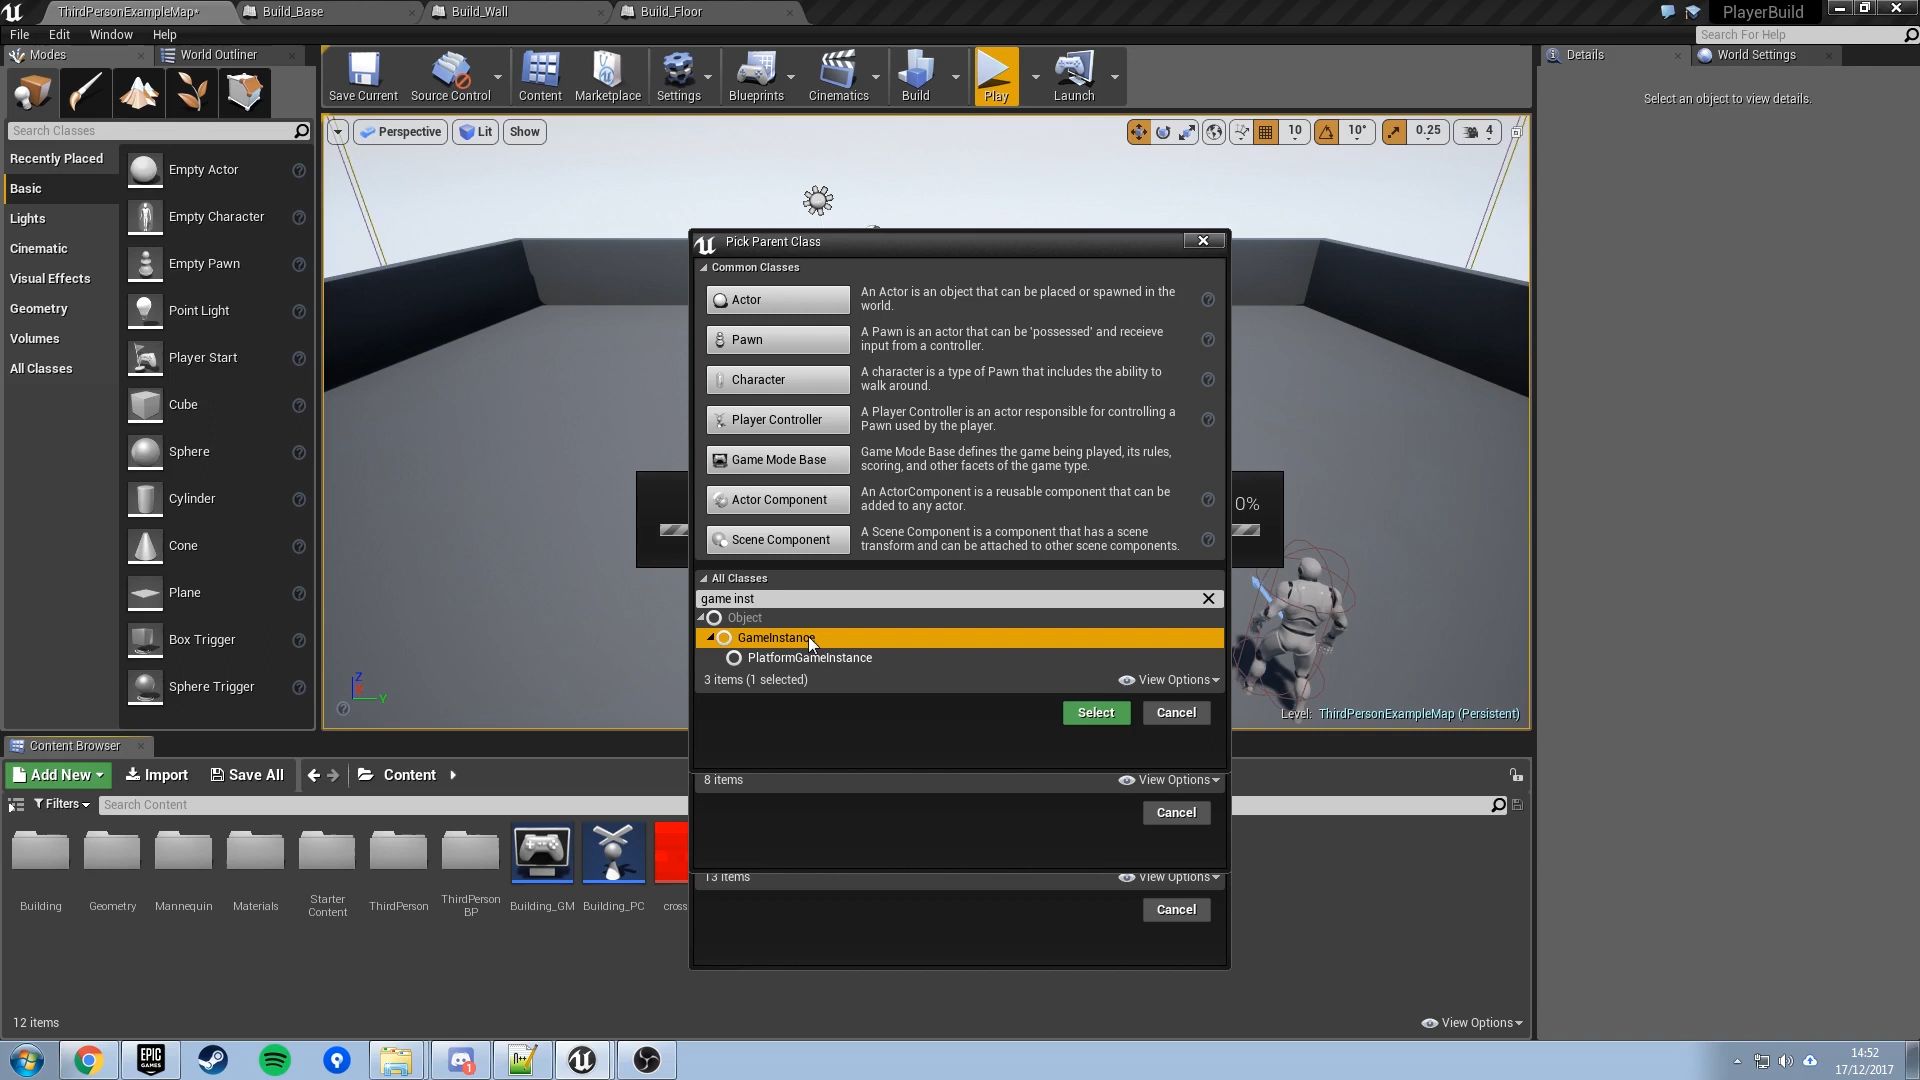 ThirdPersonExampleMap*
Build_Base
Build_Wall
Build_Floor
PlayerBuild
File Edit Window Help
Search For Help
Modes
World Outliner
Search Classes
Recently Placed
Basic
Lights
Cinematic
Visual Effects
Geometry
Volumes
All Classes
Empty Actor
Empty Character
Empty Pawn
Point Light
Player Start
Cube
Sphere
Cylinder
Cone
Plane
Box Trigger
Sphere Trigger
Save Current
Source Control
Content
Marketplace
Settings
Blueprints
Cinematics
Build
Play
Launch
Perspective
Lit
Show
10
10°
0.25
4
Details
World Settings
Select an object to view details.
Pick Parent Class
Common Classes
Actor
An Actor is an object that can be placed or spawned in the
world.
Pawn
A Pawn is an actor that can be 'possessed' and receieve
input from a controller.
Character
A character is a type of Pawn that includes the ability to
walk around.
Player Controller
A Player Controller is an actor responsible for controlling a
Pawn used by the player.
Game Mode Base
Game Mode Base defines the game being played, its rules,
scoring, and other facets of the game type.
Actor Component
An ActorComponent is a reusable component that can be
added to any actor.
Scene Component
A Scene Component is a component that has a scene
transform and can be attached to other scene components.
0%
All Classes
game inst
Object
GameInstance
PlatformGameInstance
3 items (1 selected)
View Options
Select
Cancel
8 items
View Options
Cancel
13 items
View Options
Cancel
Z
Y
Level: ThirdPersonExampleMap (Persistent)
Content Browser
Add New
Import
Save All
Content
Filters
Search Content
Building
Geometry
Mannequin
Materials
Starter
Content
ThirdPerson
ThirdPerson
BP
Building_GM
Building_PC
cross
12 items
View Options
EPIC
GAMES
1
14:52
17/12/2017